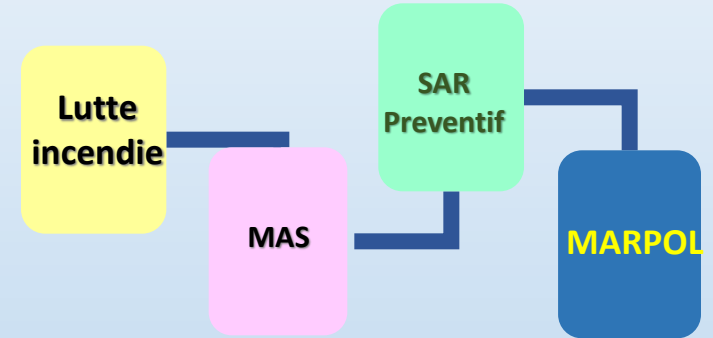 Lutte
incendie
MAS
SAR
Preventif
MARPOL